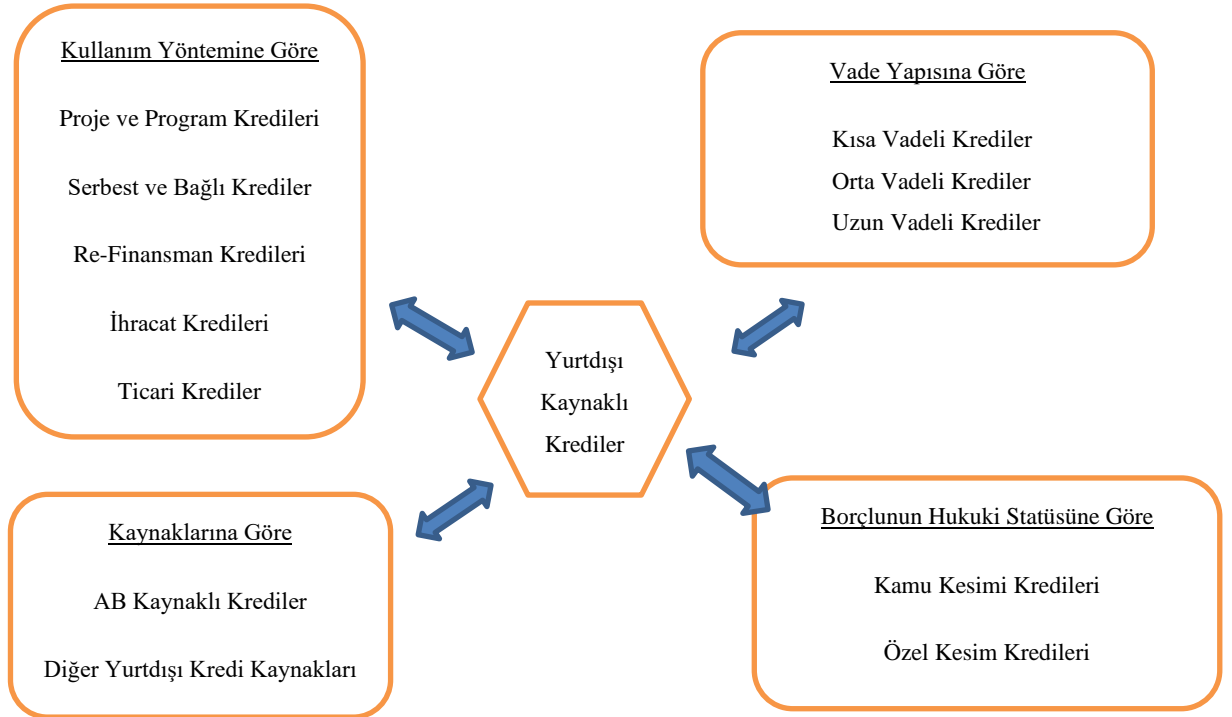 Kullanım Yöntemine Göre
Proje ve Program Kredileri
Serbest ve Bağlı Krediler
Re-Finansman Kredileri
İhracat Kredileri
Ticari Krediler
Vade Yapısına Göre
Kısa Vadeli Krediler
Orta Vadeli Krediler
Uzun Vadeli Krediler
Yurtdışı
Kaynaklı
Krediler
Kaynaklarına Göre
AB Kaynaklı Krediler
Diğer Yurtdışı Kredi Kaynakları
Borçlunun Hukuki Statüsüne Göre
Kamu Kesimi Kredileri
Özel Kesim Kredileri